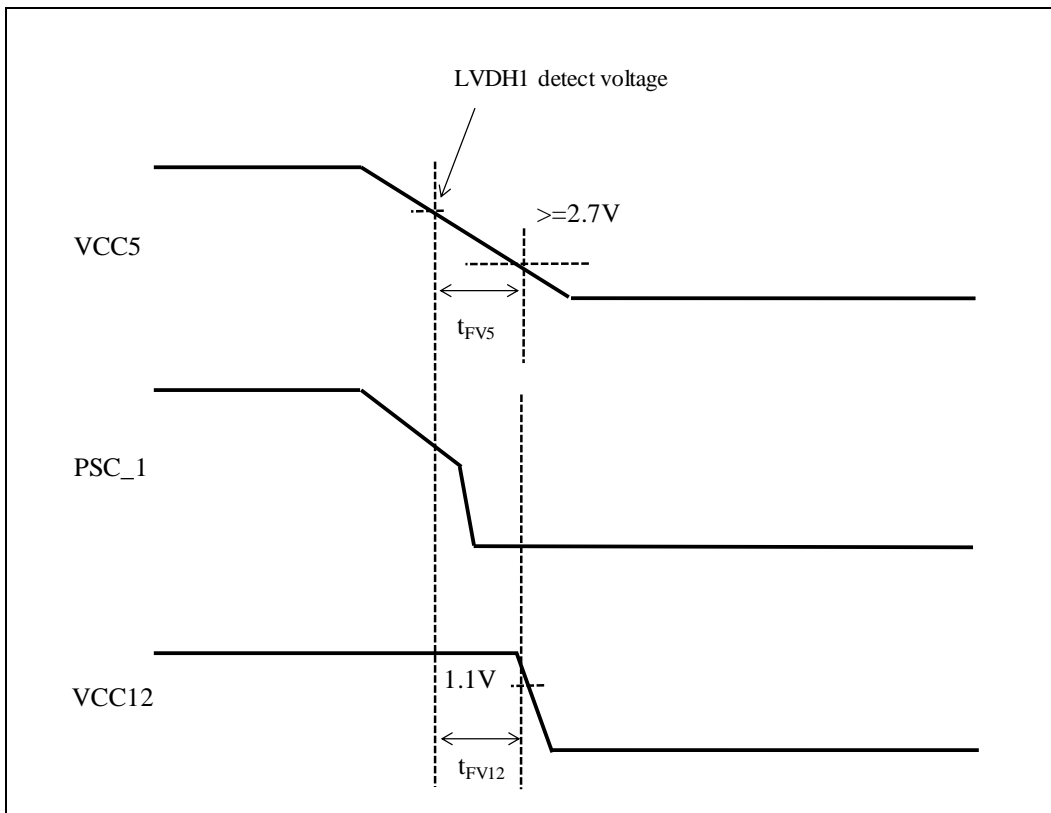 LVDH1 detect voltage
>=2.7V
VCC5
tFV5
PSC_1
1.1V
VCC12
tFV12